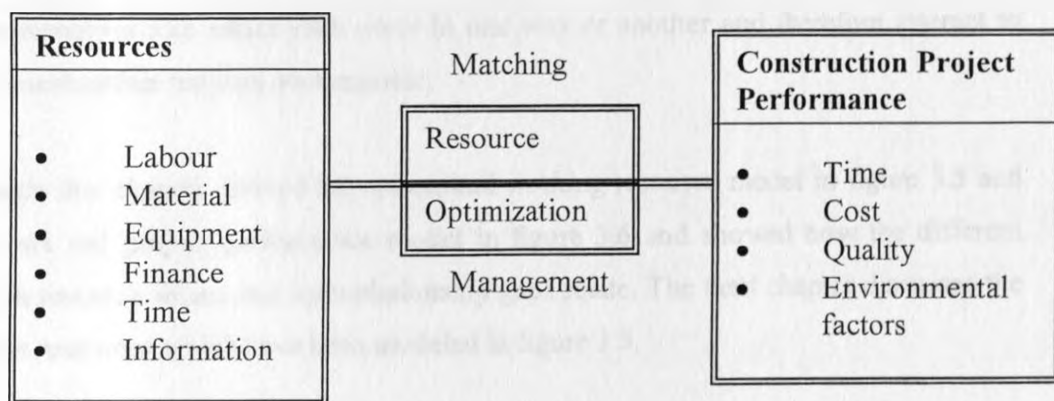 Resources
• Labour
• Material
• Equipment
• Finance
• Time
• Information
Matching
Resource
Optimization
Management
Construction Project
Performance
• Time
• Cost
• Quality
• Environmental
factors